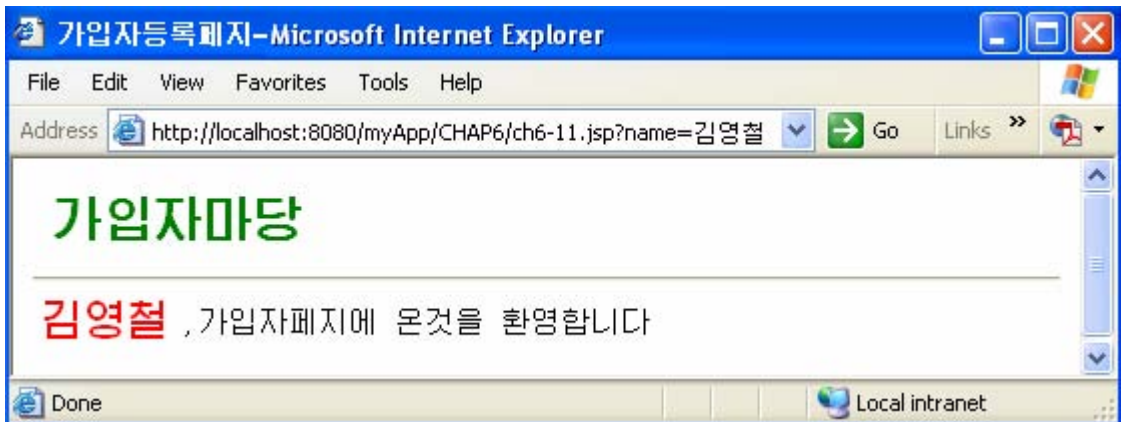 가입자등록페지-Microsoft Internet Explorer
File Edit View Favorites Tools Help
Address http://localhost:8080/myApp/CHAP6/ch6-11.jsp?name=김영철 Go Links »
가입자마당
김영철 ,가입자페지에 온것을 환영합니다
Done Local intranet